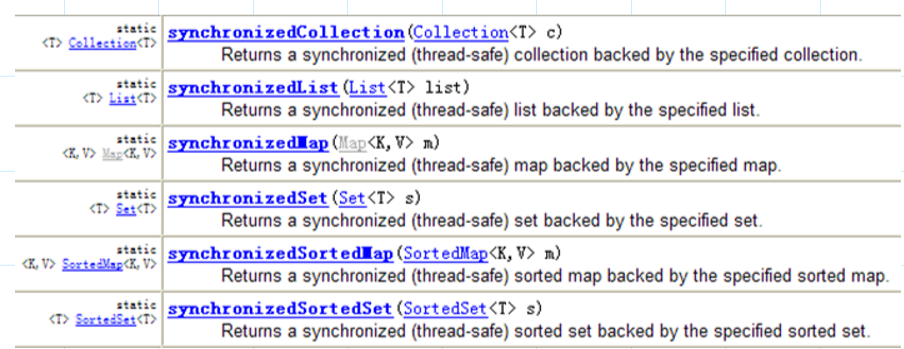 static
<T> Collection<T>
synchronizedCollection(Collection<T> c)
Returns a synchronized (thread-safe) collection backed by the specified collection.
static
<T> List<T>
synchronizedList(List<T> list)
Returns a synchronized (thread-safe) list backed by the specified list.
static
<K,V> Map<K,V>
synchronizedMap(Map<K,V> m)
Returns a synchronized (thread-safe) map backed by the specified map.
static
<T> Set<T>
synchronizedSet(Set<T> s)
Returns a synchronized (thread-safe) set backed by the specified set.
static
<K,V> SortedMap<K,V>
synchronizedSortedMap(SortedMap<K,V> m)
Returns a synchronized (thread-safe) sorted map backed by the specified sorted map.
static
<T> SortedSet<T>
synchronizedSortedSet(SortedSet<T> s)
Returns a synchronized (thread-safe) sorted set backed by the specified sorted set.